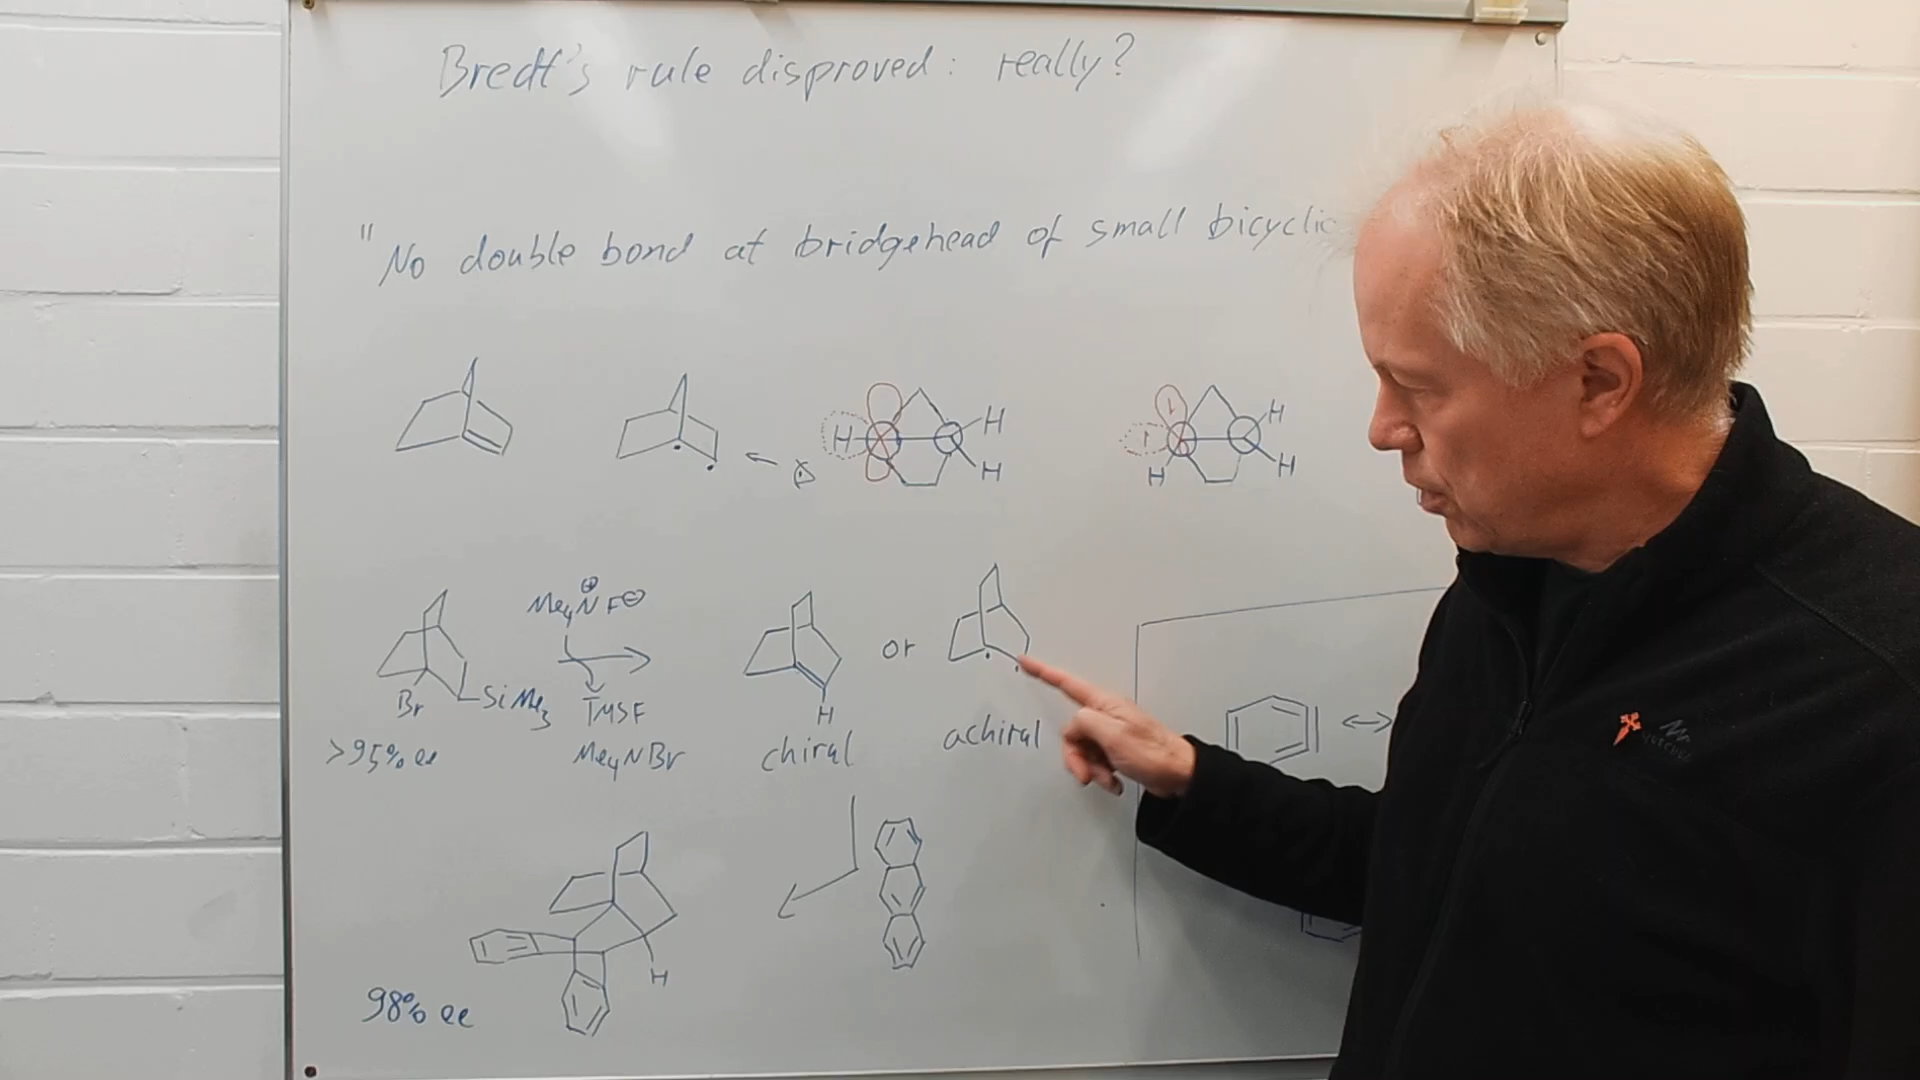 Bredt's rule disproved: really?
"No double bond at bridgehead of small bicyclic
H H H
H H H
Me4N⊕ F⊖
or
Br SiMe3 TMSF H
>95% ee Me4NBr chiral achiral
H
98% ee